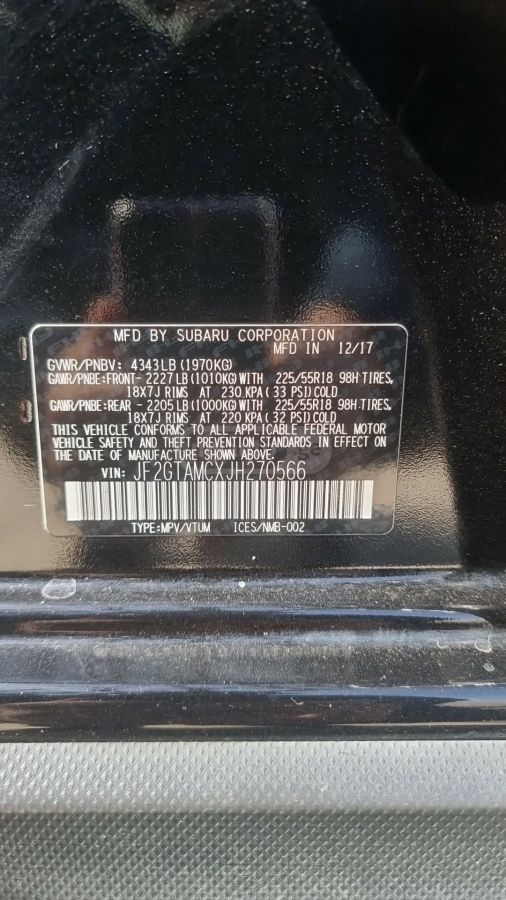 MFD BY SUBARU CORPORATION
MFD IN 12/17
GVWR/PNBV: 4343LB (1970KG)
GAWR/PNBE:FRONT- 2227LB (1010KG) WITH 225/55R18 98H TIRES,
18X7J RIMS AT 230 KPA (33 PSI) COLD
GAWR/PNBE:REAR - 2205LB (1000KG) WITH 225/55R18 98H TIRES,
18X7J RIMS AT 220 KPA (32 PSI) COLD
THIS VEHICLE CONFORMS TO ALL APPLICABLE FEDERAL MOTOR
VEHICLE SAFETY AND THEFT PREVENTION STANDARDS IN EFFECT
ON THE DATE OF MANUFACTURE SHOWN ABOVE.
VIN: JF2GTAMCXJH270566
TYPE:MPV/VTUM ICES/NMB-002